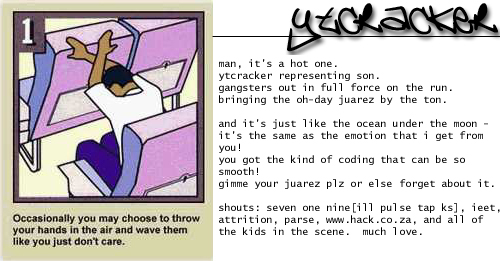 ytcracker
1
man, it's a hot one.
ytcracker representing son.
gangsters out in full force on the run.
bringing the oh-day juarez by the ton.
and it's just like the ocean under the moon -
it's the same as the emotion that i get from
you!
you got the kind of coding that can be so
smooth!
gimme your juarez plz or else forget about it.
shouts: seven one nine[ill pulse tap ks], ieet,
attrition, parse, www.hack.co.za, and all of
the kids in the scene.  much love.
Occasionally you may choose to throw
your hands in the air and wave them
like you just don't care.